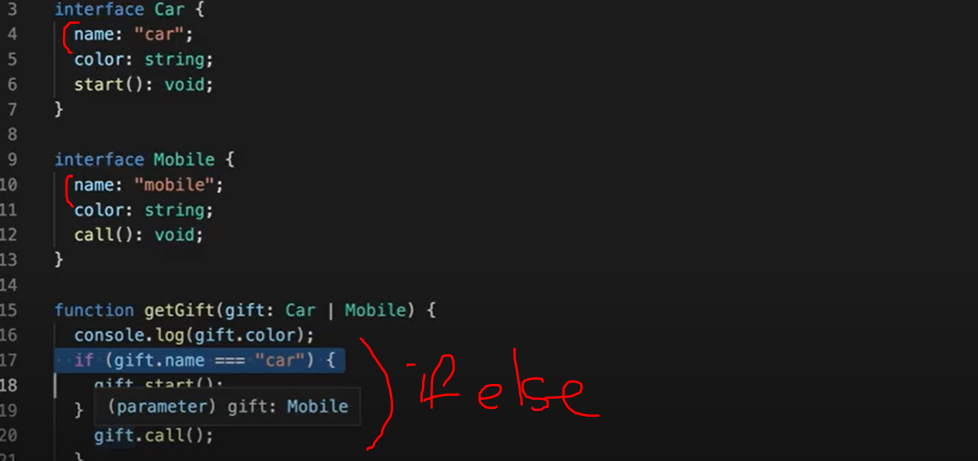 3 interface Car {
4 name: "car";
5 color: string;
6 start(): void;
7 }
8
9 interface Mobile {
10 name: "mobile";
11 color: string;
12 call(): void;
13 }
14
15 function getGift(gift: Car | Mobile) {
16 console.log(gift.color);
17 if (gift.name === "car") {
18 gift.start();
19 } (parameter) gift: Mobile
20 gift.call();
21 }
if else